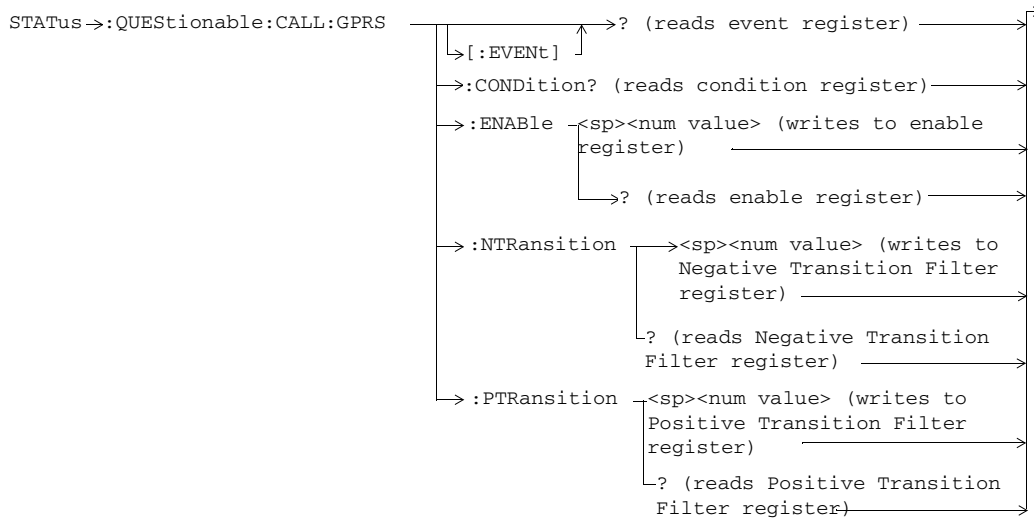 STATus :QUEStionable:CALL:GPRS ? (reads event register)
[:EVENt]
:CONDition? (reads condition register)
:ENABle <sp><num value> (writes to enable
register)
? (reads enable register)
:NTRansition <sp><num value> (writes to
Negative Transition Filter
register)
? (reads Negative Transition
Filter register)
:PTRansition <sp><num value> (writes to
Positive Transition Filter
register)
? (reads Positive Transition
Filter register)